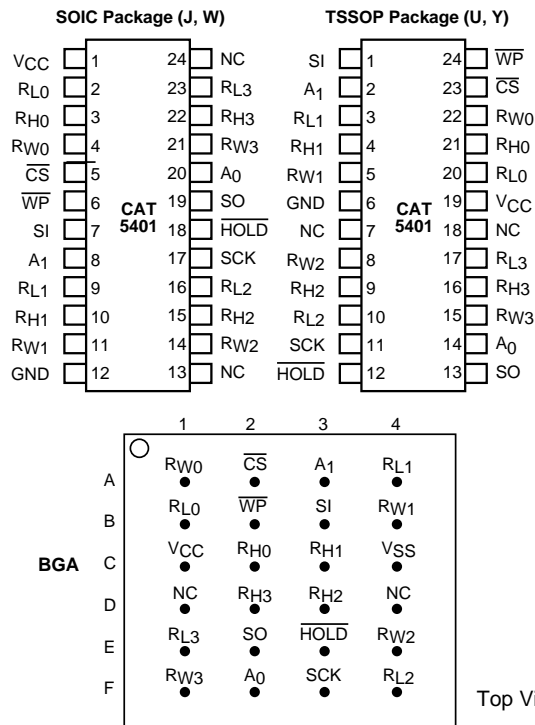 SOIC Package (J, W) TSSOP Package (U, Y)
VCC 1 24 NC SI 1 24 WP
RL0 2 23 RL3 A1 2 23 CS
RH0 3 22 RH3 RL1 3 22 RW0
RW0 4 21 RW3 RH1 4 21 RH0
CS 5 20 A0 RW1 5 20 RL0
WP 6 CAT 19 SO GND 6 CAT 19 VCC
SI 7 5401 18 HOLD NC 7 5401 18 NC
A1 8 17 SCK RW2 8 17 RL3
RL1 9 16 RL2 RH2 9 16 RH3
RH1 10 15 RH2 RL2 10 15 RW3
RW1 11 14 RW2 SCK 11 14 A0
GND 12 13 NC HOLD 12 13 SO
1 2 3 4
A RW0 CS A1 RL1
B RL0 WP SI RW1
BGA C VCC RH0 RH1 VSS
D NC RH3 RH2 NC
E RL3 SO HOLD RW2
F RW3 A0 SCK RL2
Top Vi